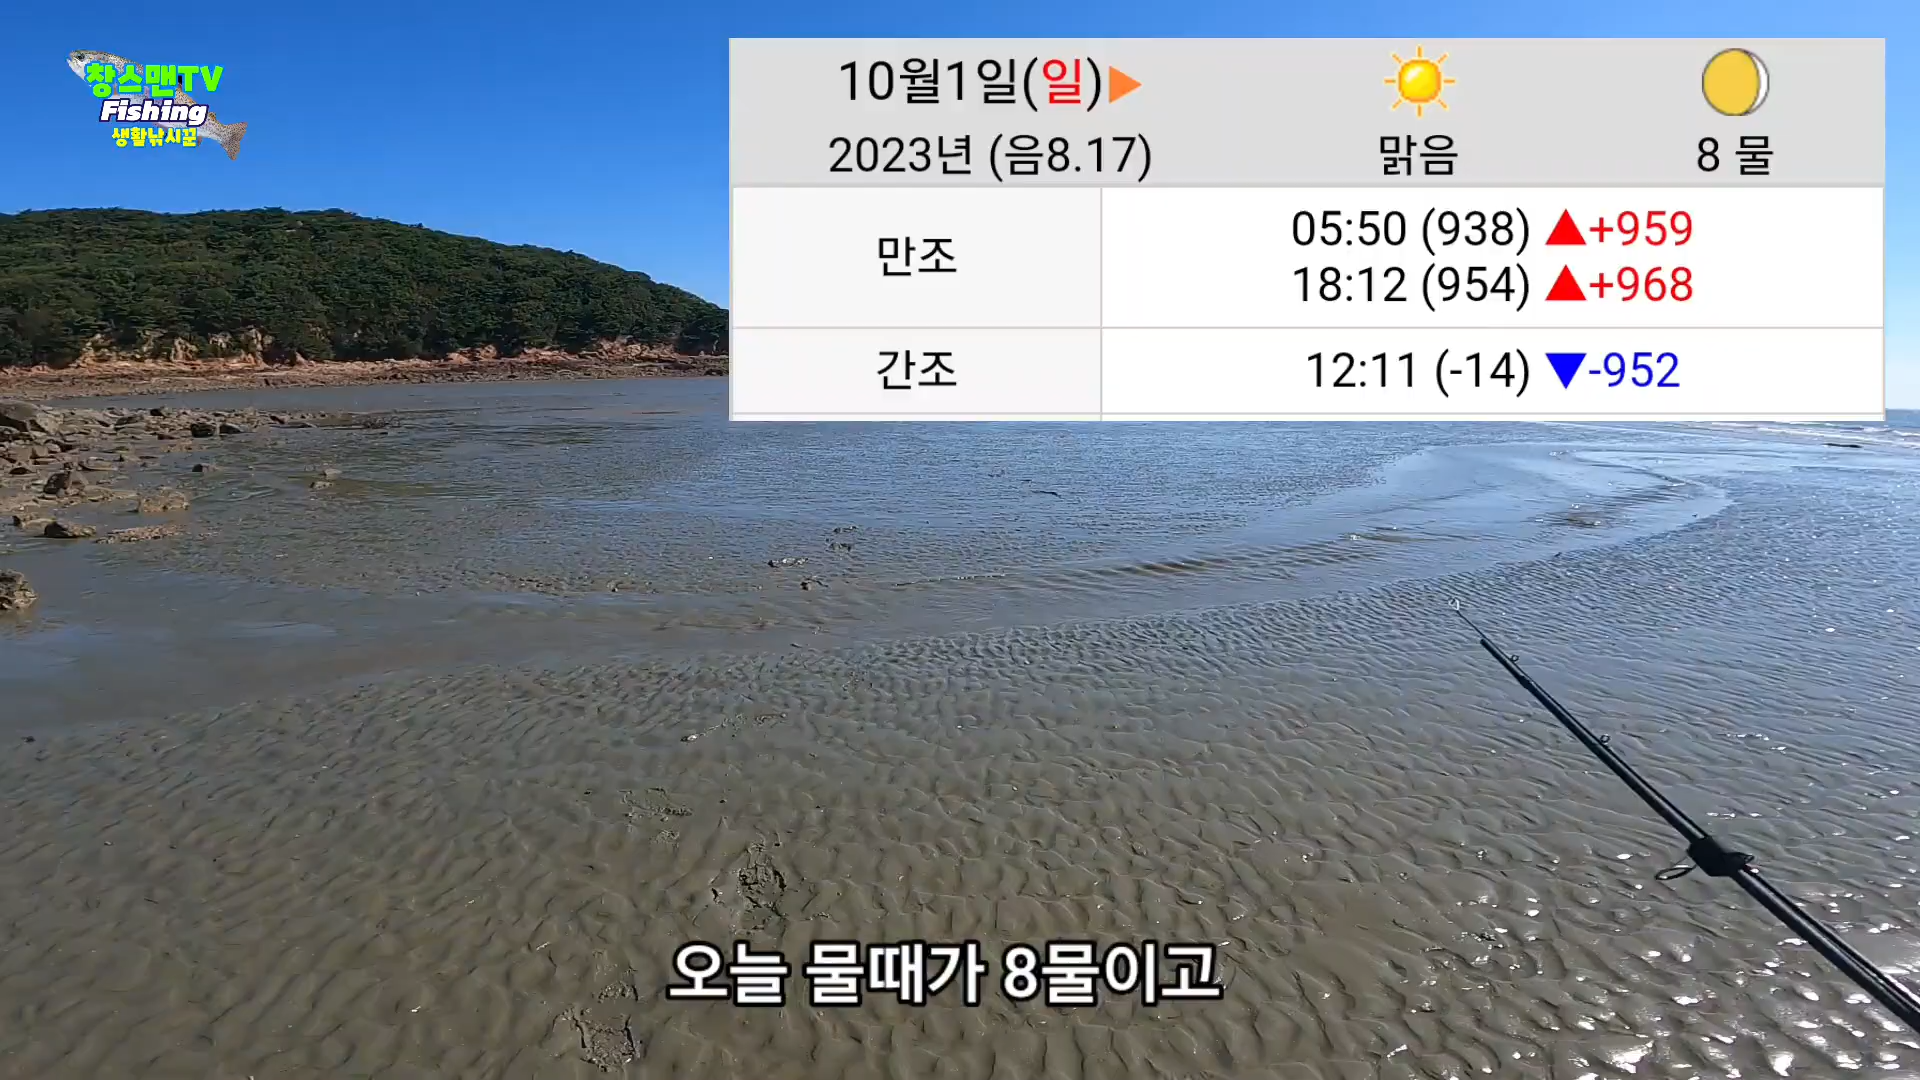 창스맨TV
Fishing
생활낚시꾼
10월1일(일)▶
2023년 (음8.17)
맑음
8 물
만조
05:50 (938) ▲+959
18:12 (954) ▲+968
간조
12:11 (-14) ▼-952
오늘 물때가 8물이고